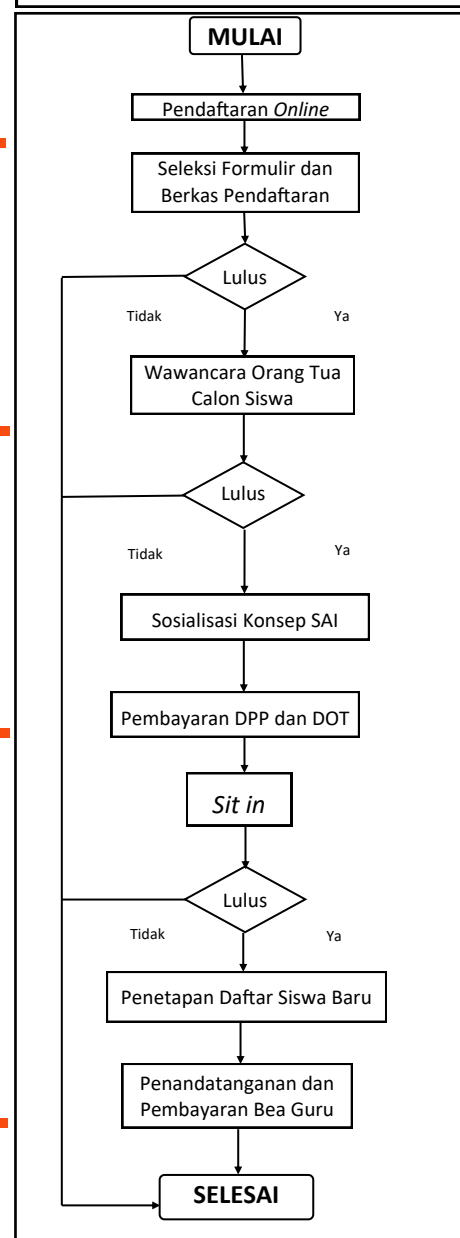 MULAI
Pendaftaran Online
Seleksi Formulir dan
Berkas Pendaftaran
Lulus
Tidak
Ya
Wawancara Orang Tua
Calon Siswa
Lulus
Tidak
Ya
Sosialisasi Konsep SAI
Pembayaran DPP dan DOT
Sit in
Lulus
Tidak
Ya
Penetapan Daftar Siswa Baru
Penandatanganan dan
Pembayaran Bea Guru
SELESAI